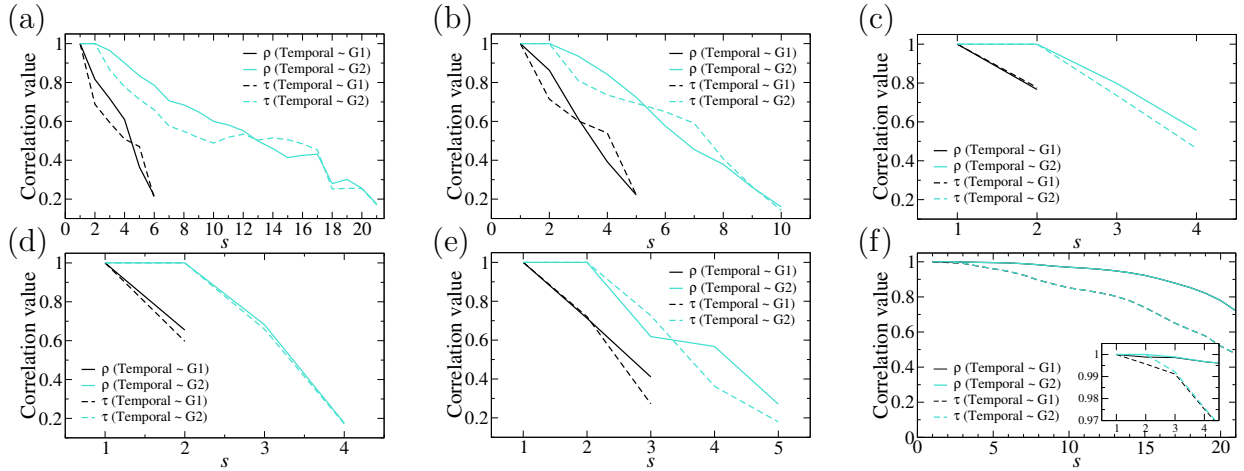 (a)
Correlation value
1
0.8
0.6
0.4
0.2
0 2 4 6 8 10 12 14 16 18 20
s
ρ (Temporal ~ G1)
ρ (Temporal ~ G2)
τ (Temporal ~ G1)
τ (Temporal ~ G2)
(b)
Correlation value
1
0.8
0.6
0.4
0.2
0 1 2 3 4 5 6 7 8 9 10 11
s
ρ (Temporal ~ G1)
ρ (Temporal ~ G2)
τ (Temporal ~ G1)
τ (Temporal ~ G2)
(c)
Correlation value
1
0.8
0.6
0.4
0.2
1 2 3 4
s
ρ (Temporal ~ G1)
ρ (Temporal ~ G2)
τ (Temporal ~ G1)
τ (Temporal ~ G2)
(d)
Correlation value
1
0.8
0.6
0.4
0.2
1 2 3 4
s
ρ (Temporal ~ G1)
ρ (Temporal ~ G2)
τ (Temporal ~ G1)
τ (Temporal ~ G2)
(e)
Correlation value
1
0.8
0.6
0.4
0.2
1 2 3 4 5
s
ρ (Temporal ~ G1)
ρ (Temporal ~ G2)
τ (Temporal ~ G1)
τ (Temporal ~ G2)
(f)
Correlation value
1
0.8
0.6
0.4
0.2
0
0 5 10 15 20
s
ρ (Temporal ~ G1)
ρ (Temporal ~ G2)
τ (Temporal ~ G1)
τ (Temporal ~ G2)
1
0.99
0.98
0.97
1 2 3 4